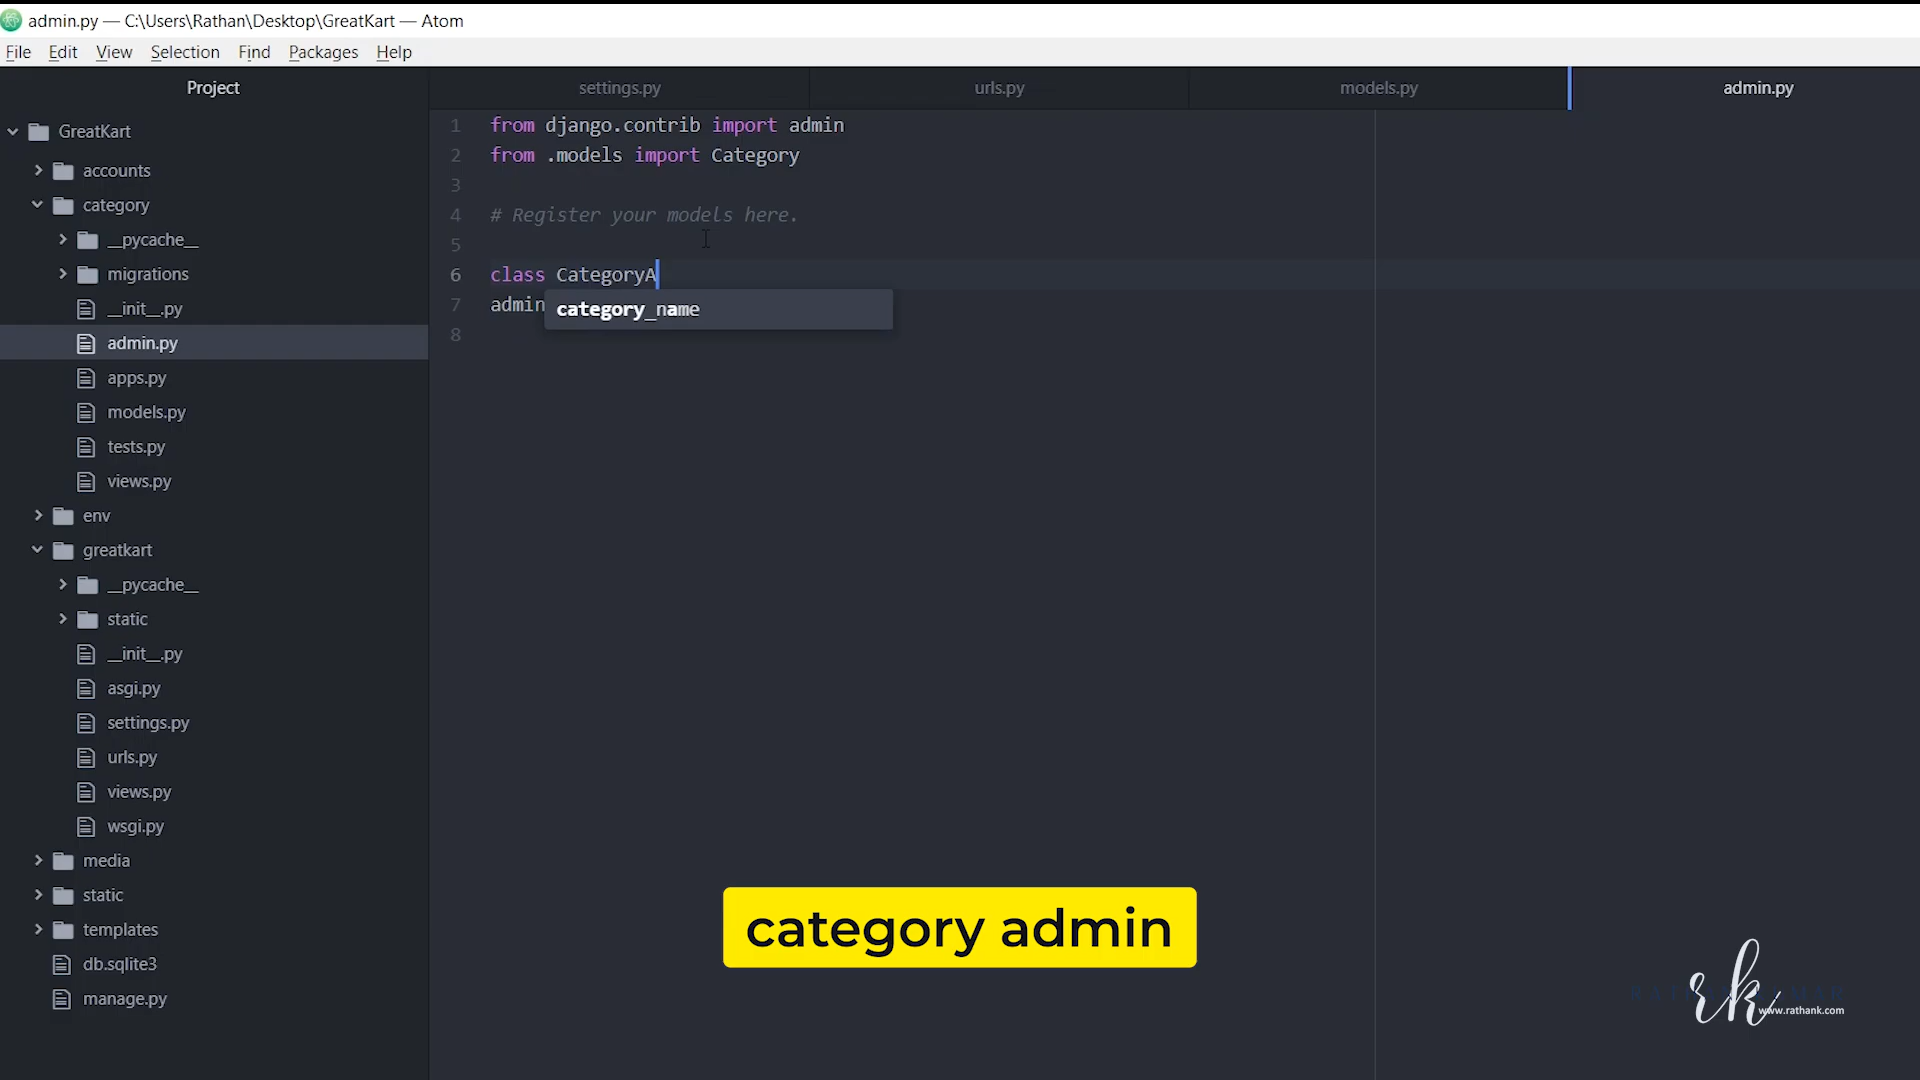 admin.py — C:\Users\Rathan\Desktop\GreatKart — Atom
File Edit View Selection Find Packages Help
Project
GreatKart
accounts
category
__pycache__
migrations
__init__.py
admin.py
apps.py
models.py
tests.py
views.py
env
greatkart
__pycache__
static
__init__.py
asgi.py
settings.py
urls.py
views.py
wsgi.py
media
static
templates
db.sqlite3
manage.py
settings.py urls.py models.py admin.py
1 from django.contrib import admin
2 from .models import Category
3
4 # Register your models here.
5
6 class CategoryA
7 admin
category_name
8
category admin
rk
www.rathank.com